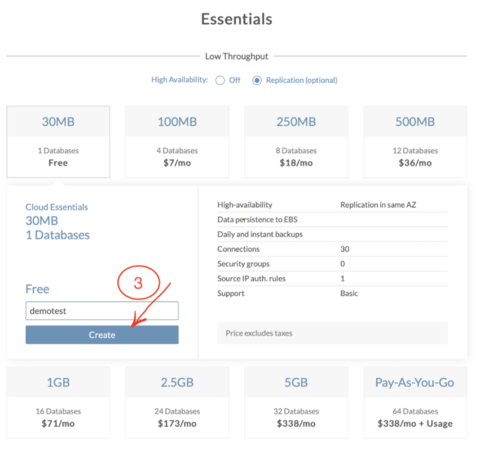 Essentials
Low Throughput
High Availability: Off Replication (optional)
30MB
1 Databases
Free
100MB
4 Databases
$7/mo
250MB
8 Databases
$18/mo
500MB
12 Databases
$36/mo
Cloud Essentials
30MB
1 Databases
Free
3
demotest
Create
High-availability Replication in same AZ
Data persistence to EBS
Daily and instant backups
Connections 30
Security groups 0
Source IP auth. rules 1
Support Basic
Price excludes taxes
1GB
16 Databases
$71/mo
2.5GB
24 Databases
$173/mo
5GB
32 Databases
$338/mo
Pay-As-You-Go
64 Databases
$338/mo + Usage